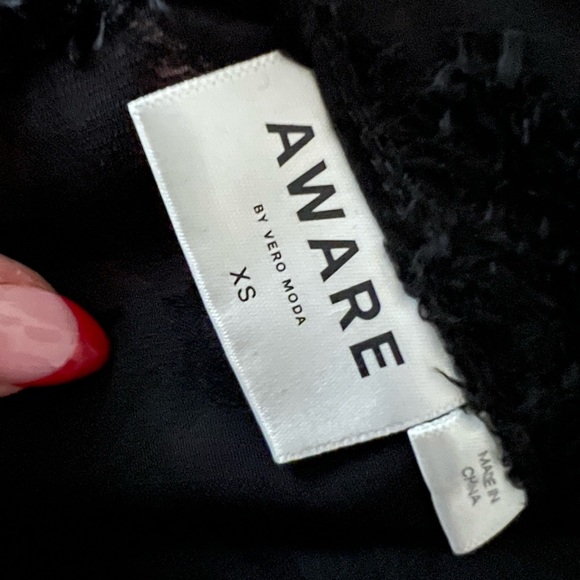 AWARE
BY VERO MODA
XS
MADE IN
CHINA